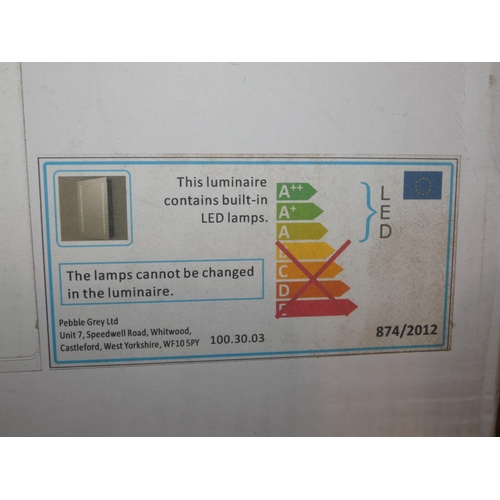 This luminaire
contains built-in
LED lamps.
A++
A+
A
B
C
D
E
L
E
D
The lamps cannot be changed
in the luminaire.
Pebble Grey Ltd
Unit 7, Speedwell Road, Whitwood,
Castleford, West Yorkshire, WF10 5PY
100.30.03
874/2012